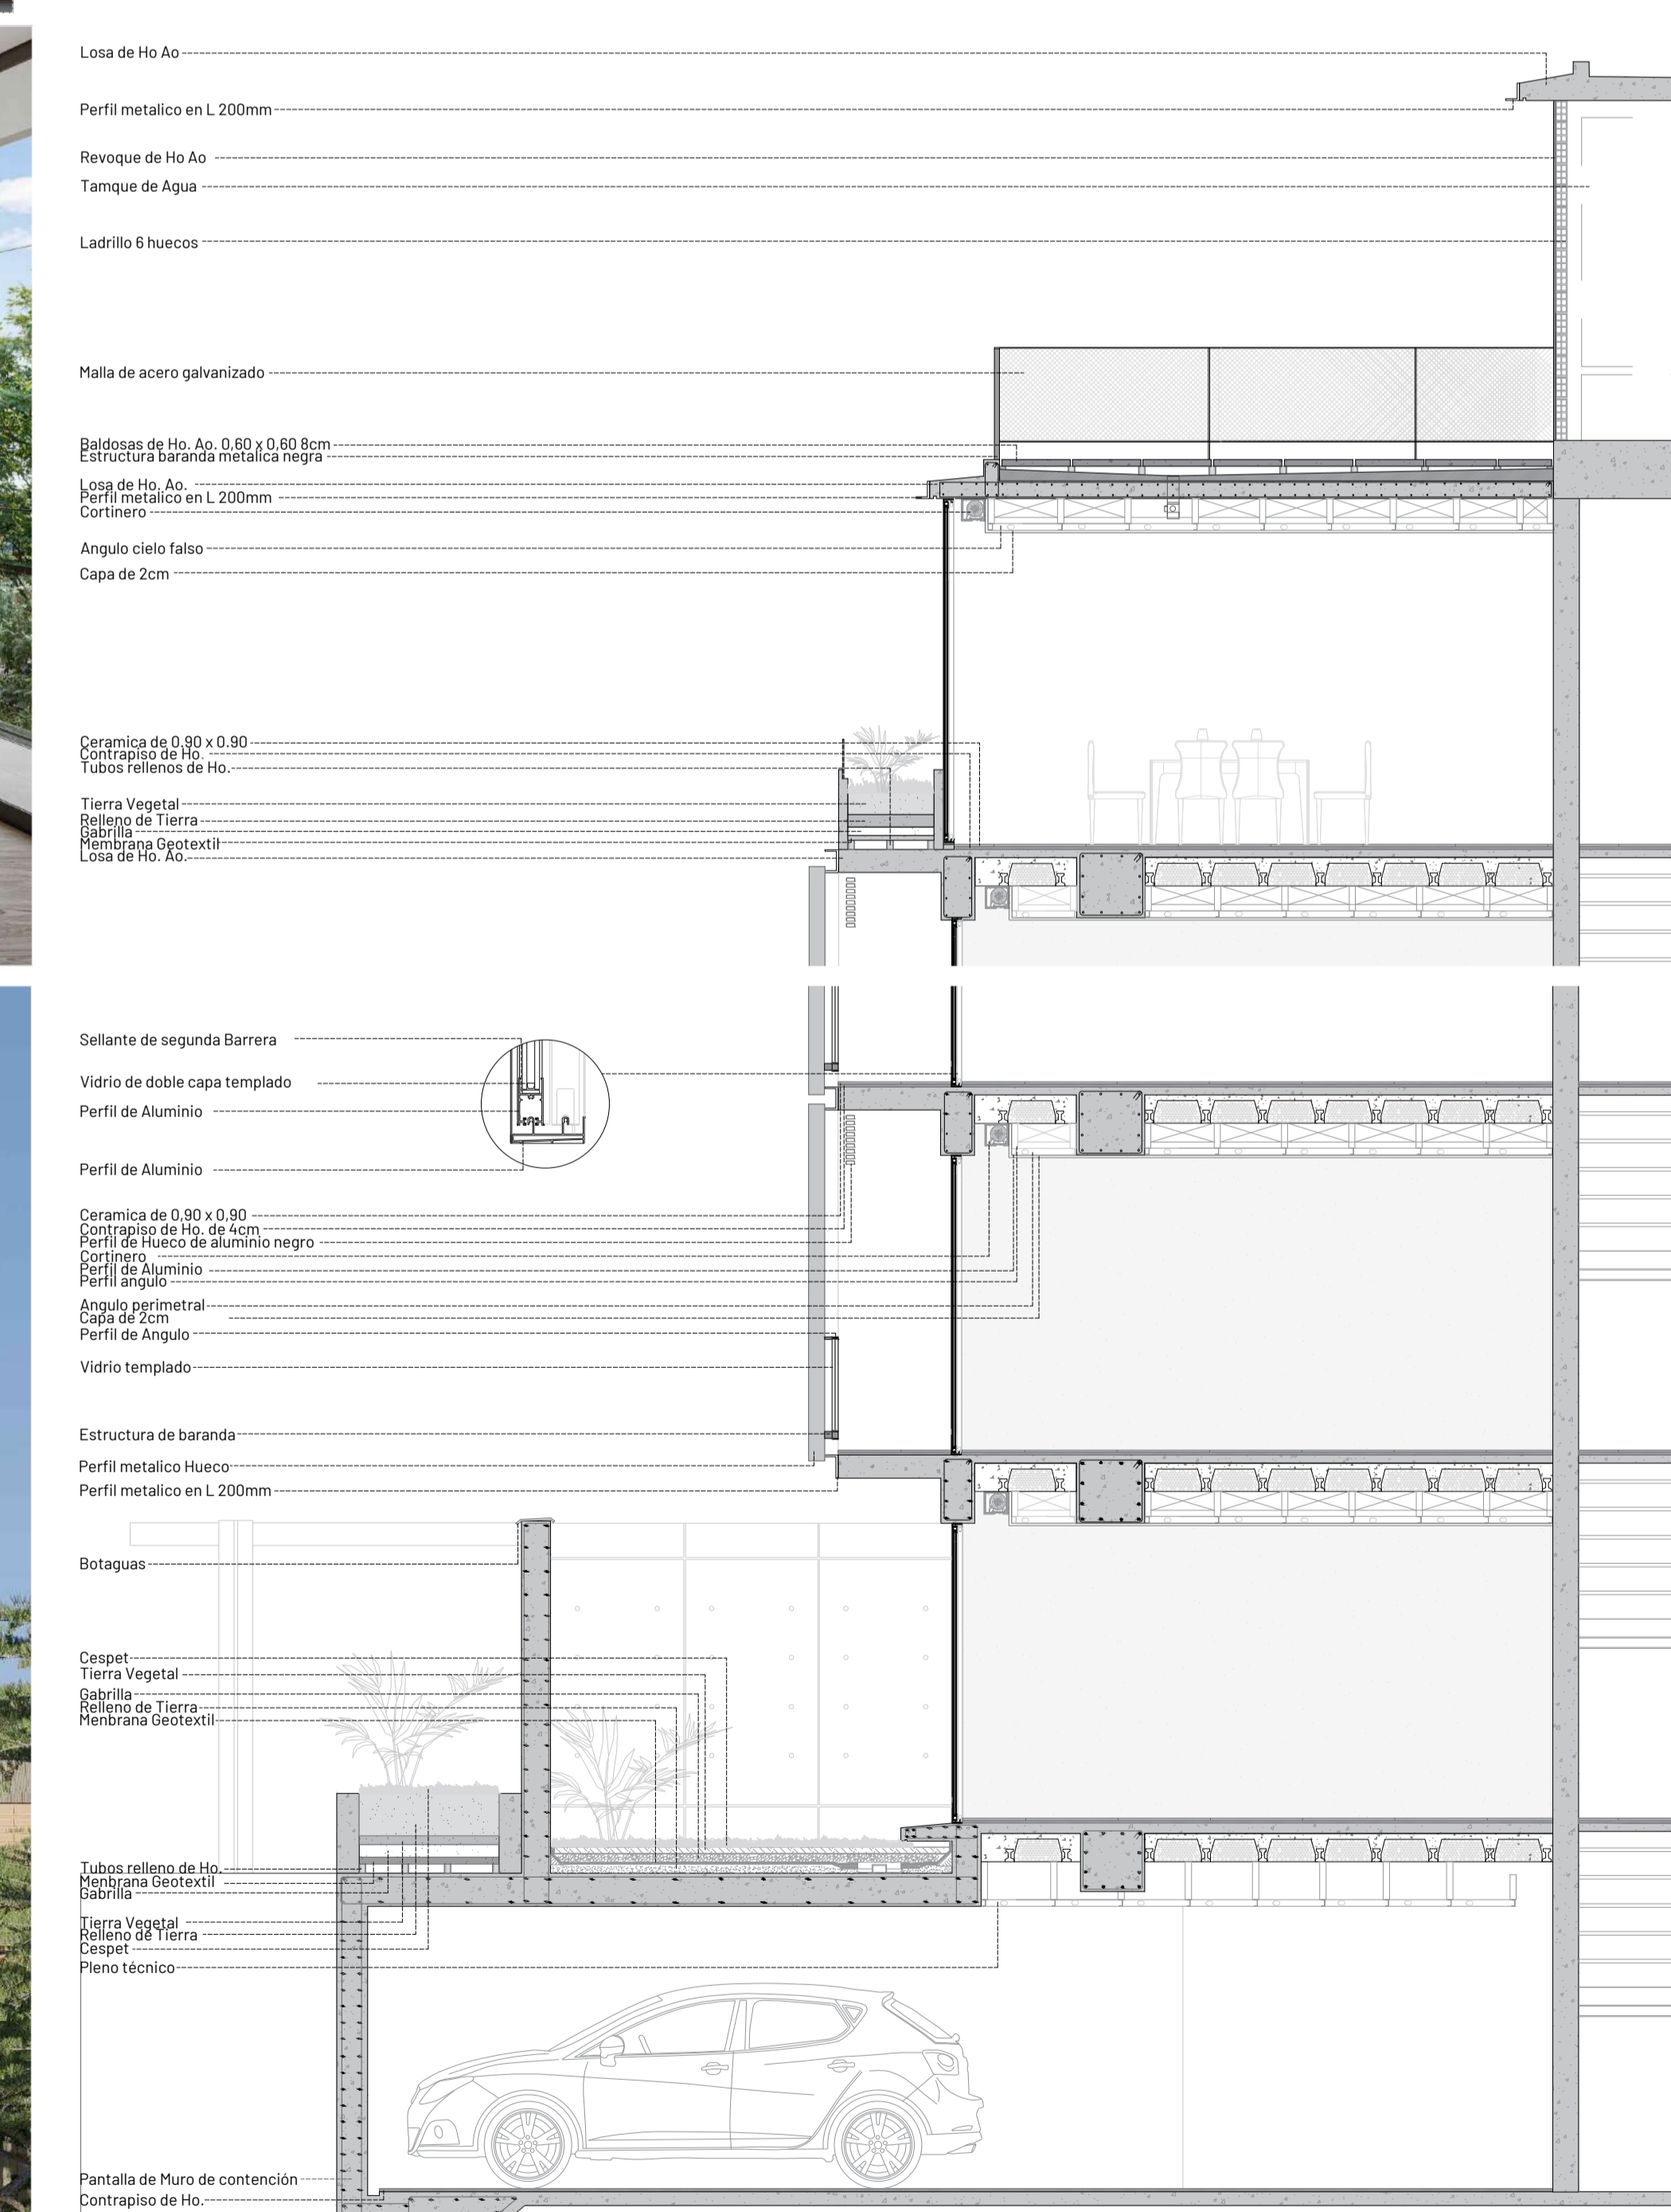 Losa de Ho Ao
Perfil metalico en L 200mm
Revoque de Ho Ao
Tamque de Agua
Ladrillo 6 huecos
Malla de acero galvanizado
Baldosas de Ho. Ao. 0,60 x 0,60 8cm
Estructura baranda metalica negra
Losa de Ho. Ao.
Perfil metalico en L 200mm
Cortinero
Angulo cielo falso
Capa de 2cm
Ceramica de 0.90 x 0.90
Contrapiso de Ho.
Tubos rellenos de Ho.
Tierra Vegetal
Relleno de Tierra
Gabrilla
Membrana Geotextil
Losa de Ho. Ao.
Sellante de segunda Barrera
Vidrio de doble capa templado
Perfil de Aluminio
Perfil de Aluminio
Ceramica de 0,90 x 0,90
Contrapiso de Ho. de 4cm
Perfil de Hueco de aluminio negro
Cortinero
Perfil de Aluminio
Perfil angulo
Angulo perimetral
Capa de 2cm
Perfil de Angulo
Vidrio templado
Estructura de baranda
Perfil metalico Hueco
Perfil metalico en L 200mm
Botaguas
Cespet
Tierra Vegetal
Gabrilla
Relleno de Tierra
Menbrana Geotextil
Tubos relleno de Ho.
Menbrana Geotextil
Gabrilla
Tierra Vegetal
Relleno de Tierra
Cespet
Pleno técnico
Pantalla de Muro de contención
Contrapiso de Ho.